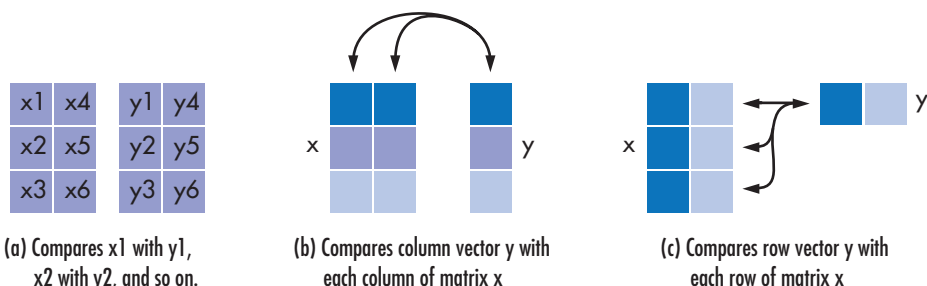 x1 x4 y1 y4
x2 x5 y2 y5
x3 x6 y3 y6
(a) Compares x1 with y1,
x2 with y2, and so on.
x y
(b) Compares column vector y with
each column of matrix x
y
x
(c) Compares row vector y with
each row of matrix x